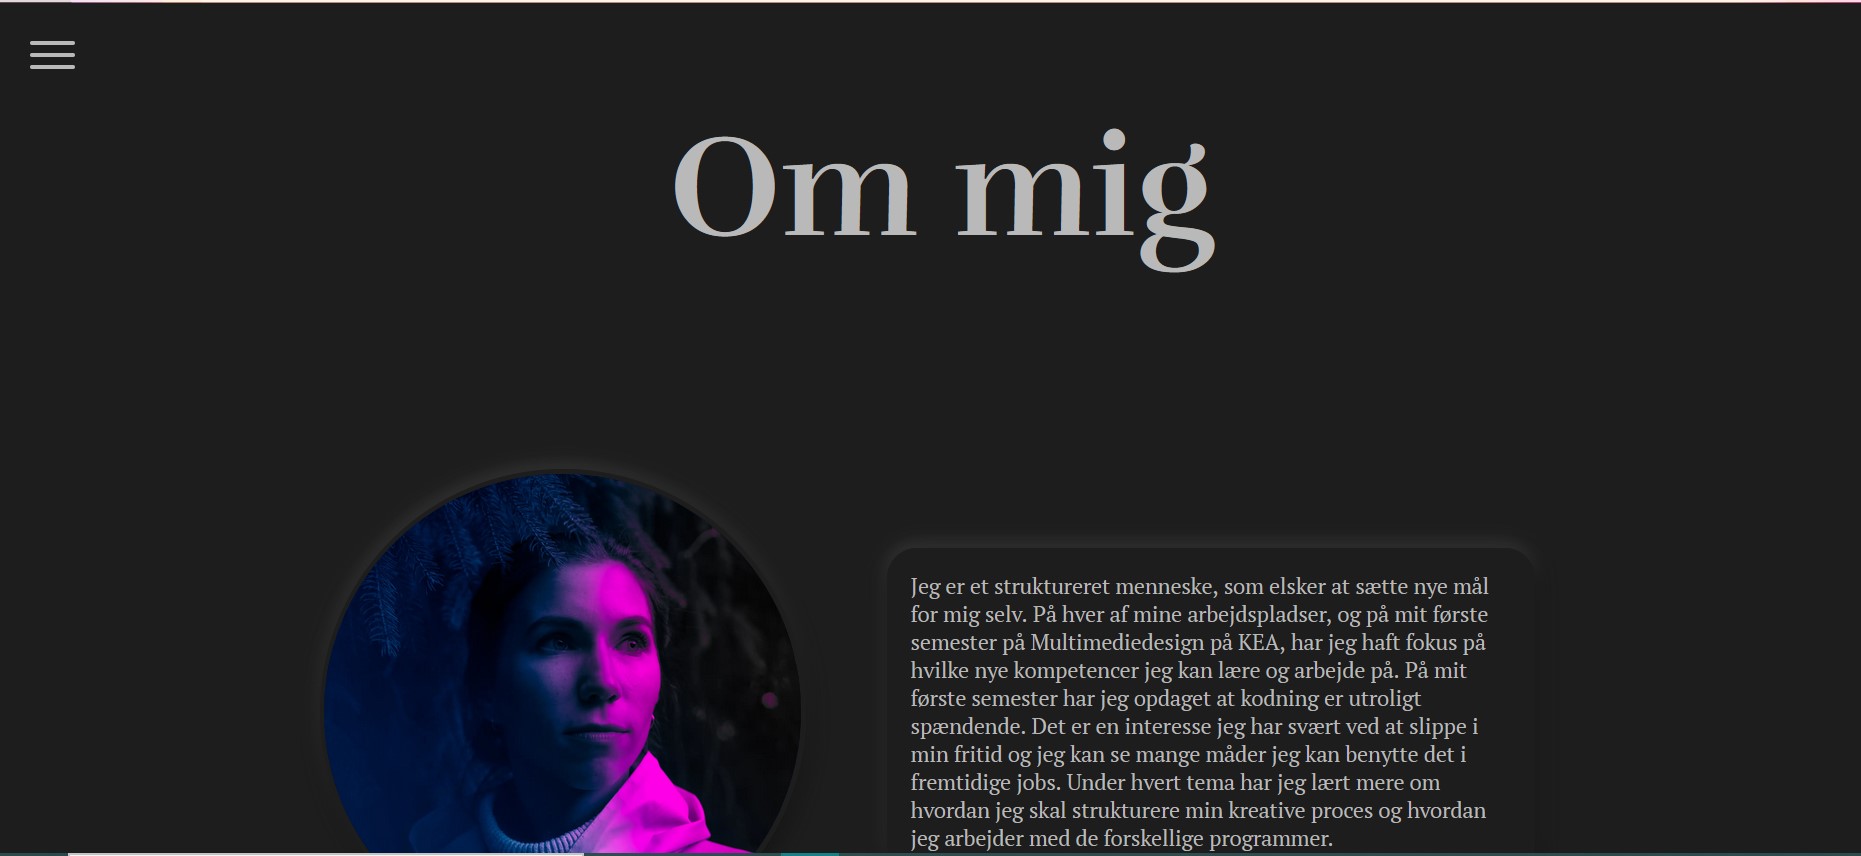 Om mig
Jeg er et struktureret menneske, som elsker at sætte nye mål
for mig selv. På hver af mine arbejdspladser, og på mit første
semester på Multimediedesign på KEA, har jeg haft fokus på
hvilke nye kompetencer jeg kan lære og arbejde på. På mit
første semester har jeg opdaget at kodning er utroligt
spændende. Det er en interesse jeg har svært ved at slippe i
min fritid og jeg kan se mange måder jeg kan benytte det i
fremtidige jobs. Under hvert tema har jeg lært mere om
hvordan jeg skal strukturere min kreative proces og hvordan
jeg arbejder med de forskellige programmer.